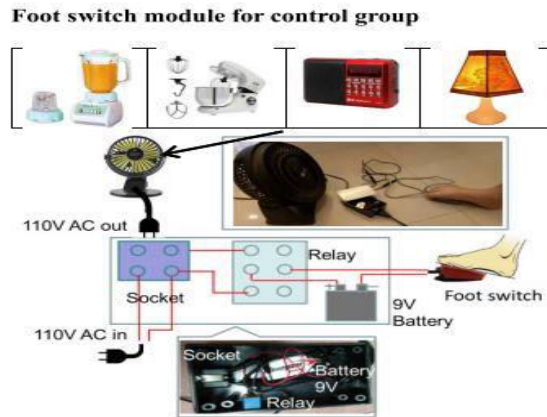 Foot switch module for control group
110V AC out
Relay
Socket
9V
Battery
Foot switch
110V AC in
Socket
Battery
9V
Relay